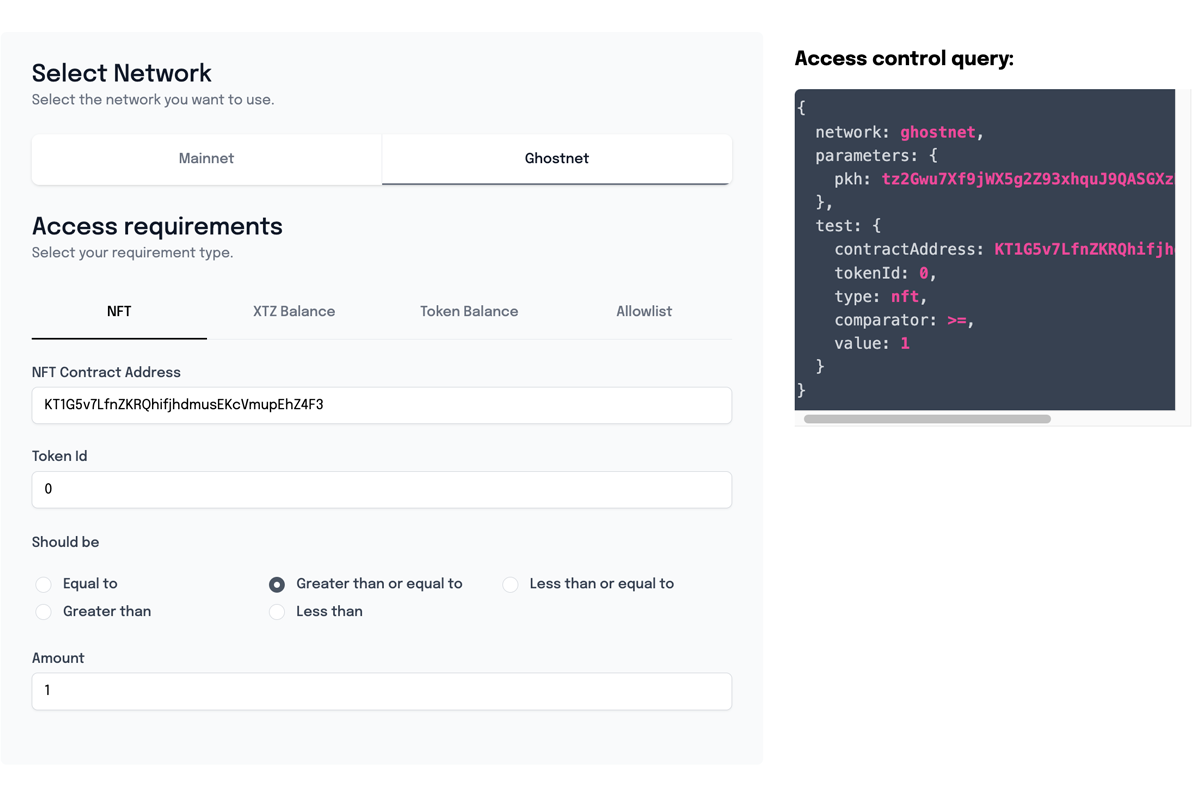 Select Network
Select the network you want to use.
Mainnet
Ghostnet
Access requirements
Select your requirement type.
NFT
XTZ Balance
Token Balance
Allowlist
NFT Contract Address
KT1G5v7LfnZKRQhifjhdmusEKcVmupEhZ4F3
Token Id
0
Should be
Equal to
Greater than or equal to
Less than or equal to
Greater than
Less than
Amount
1
Access control query:
{
  network: ghostnet,
  parameters: {
    pkh: tz2Gwu7Xf9jWX5g2Z93xhquJ9QASGXz
  },
  test: {
    contractAddress: KT1G5v7LfnZKRQhifjh
    tokenId: 0,
    type: nft,
    comparator: >=,
    value: 1
  }
}